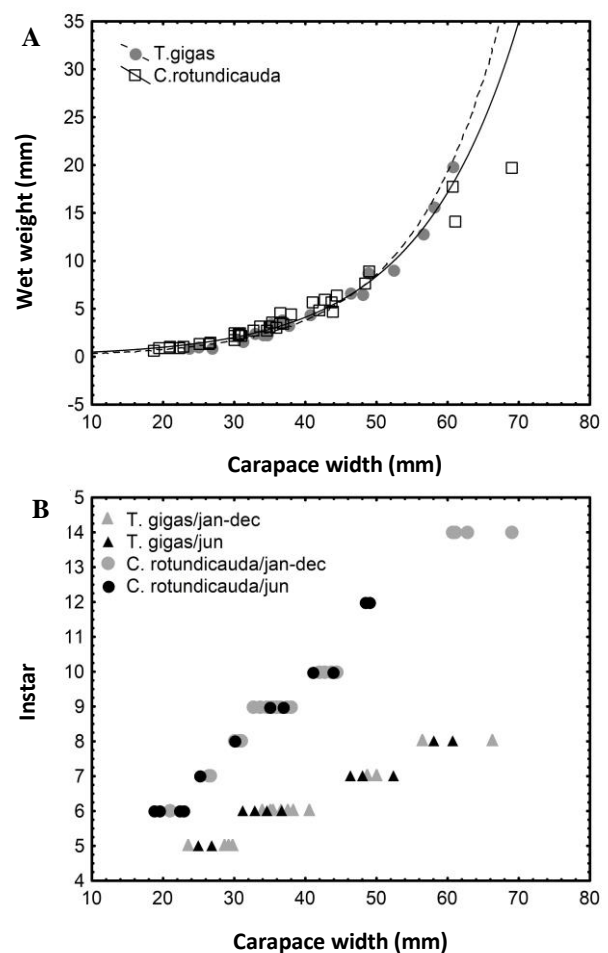 A
T.gigas
C.rotundicauda
35
30
25
20
15
10
5
0
-5
Wet weight (mm)
10 20 30 40 50 60 70 80
Carapace width (mm)
B
T. gigas/jan-dec
T. gigas/jun
C. rotundicauda/jan-dec
C. rotundicauda/jun
5
14
12
10
9
8
7
6
5
4
Instar
10 20 30 40 50 60 70 80
Carapace width (mm)